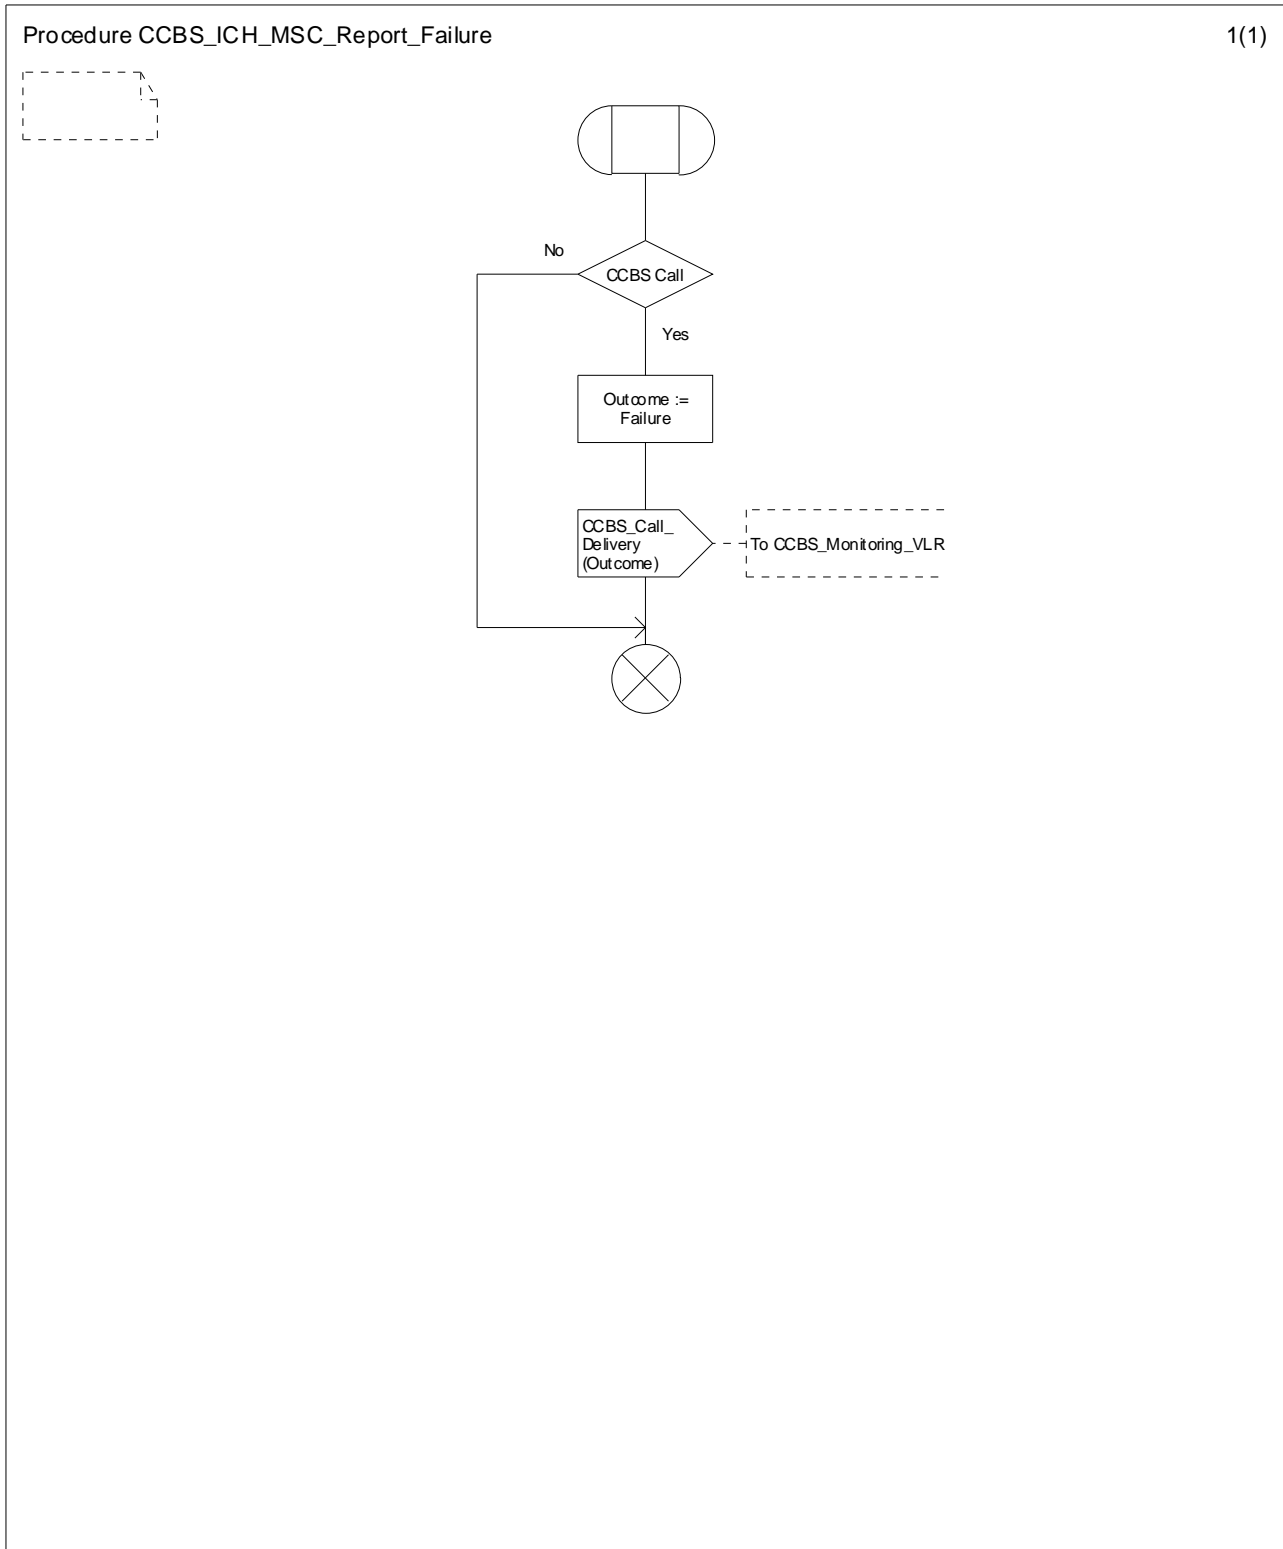 Procedure CCBS_ICH_MSC_Report_Failure
1(1)
No
CCBS Call
Yes
Outcome :=
Failure
CCBS_Call_
Delivery
(Outcome)
To CCBS_Monitoring_VLR